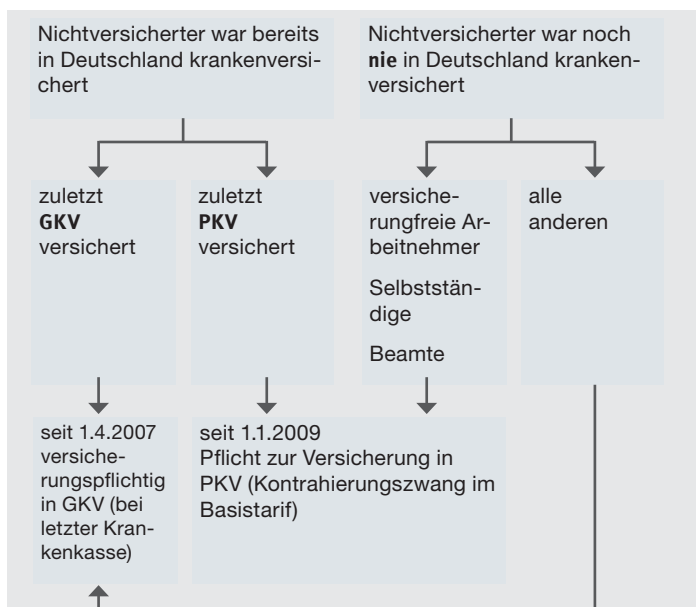 Nichtversicherter war bereits
in Deutschland krankenversi-
chert
Nichtversicherter war noch
nie in Deutschland kranken-
versichert
zuletzt
GKV
versichert
zuletzt
PKV
versichert
versiche-
rungfreie Ar-
beitnehmer
Selbststän-
dige
Beamte
alle
anderen
seit 1.4.2007
versiche-
rungspflichtig
in GKV (bei
letzter Kran-
kenkasse)
seit 1.1.2009
Pflicht zur Versicherung in
PKV (Kontrahierungszwang im
Basistarif)